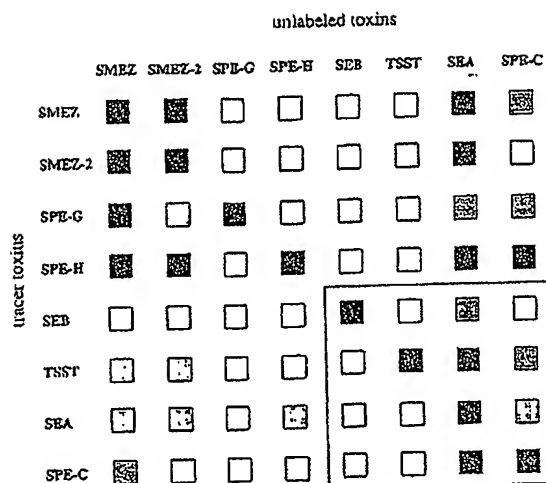 unlabeled toxins
SMEZ SMEZ-2 SPE-G SPE-H SEB TSST SEA SPE-C
tracer toxins
SMEZ
SMEZ-2
SPE-G
SPE-H
SEB
TSST
SEA
SPE-C